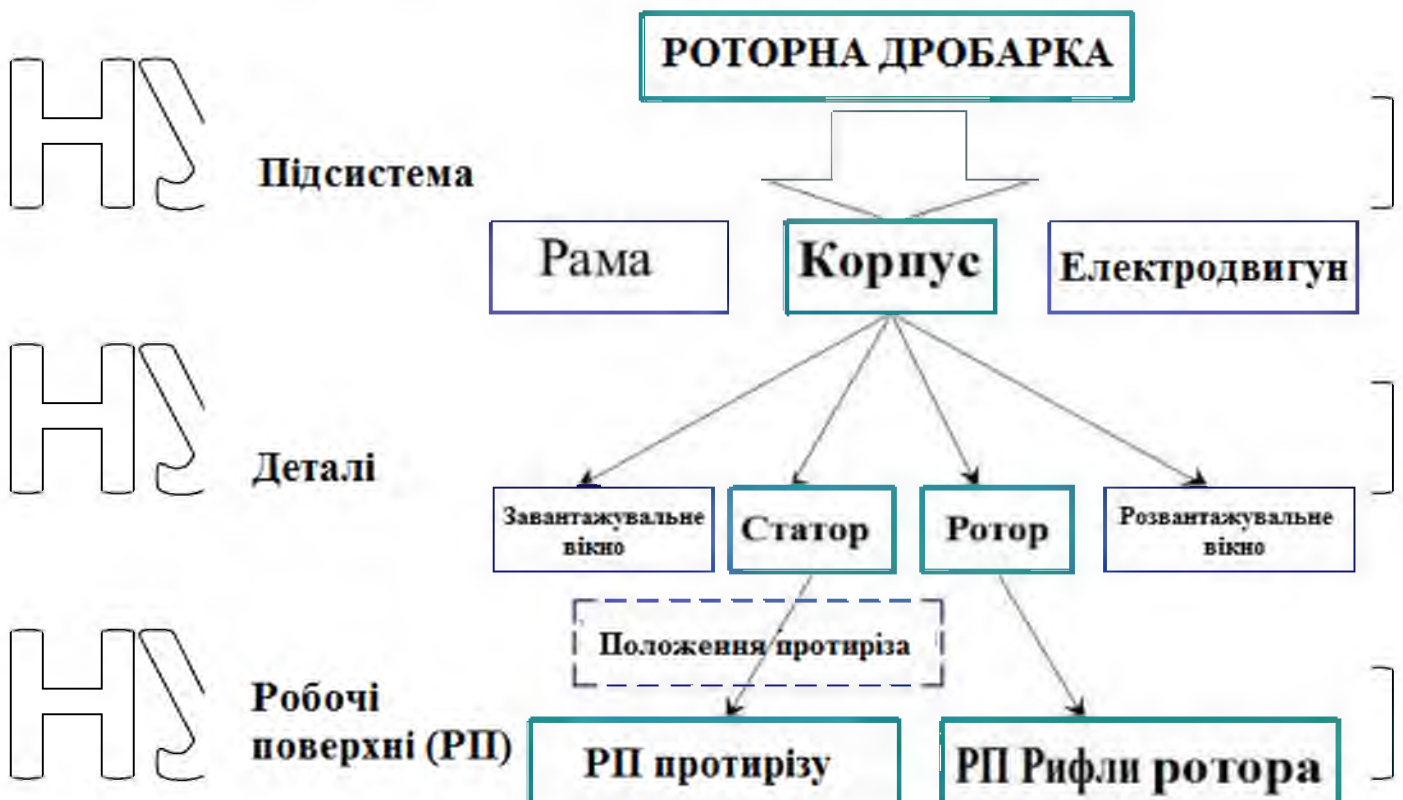 РОТОРНА ДРОБАРКА
Підсистема
Рама
Корпус
Електродвигун
Деталі
Завантажувальне
вікно
Статор
Ротор
Розвантажувальне
вікно
Положення протиріза
Робочі
поверхні (РП)
РП протирізу
РП Рифли ротора